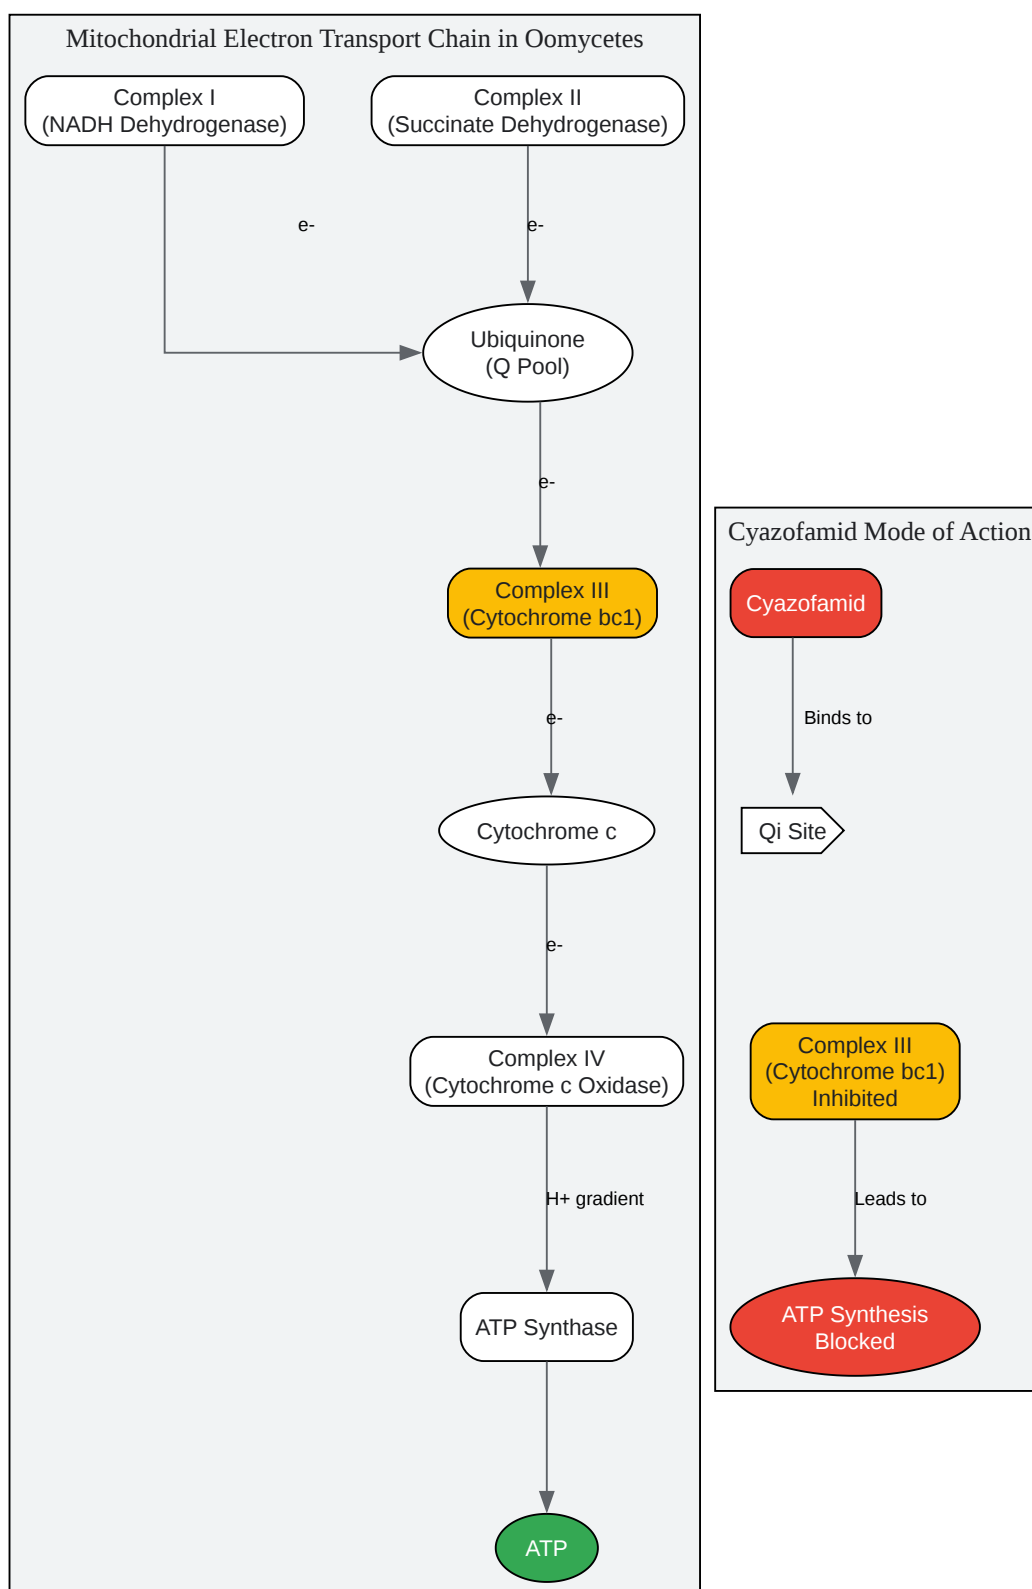 Mitochondrial Electron Transport Chain in Oomycetes
Complex I
(NADH Dehydrogenase)
Complex II
(Succinate Dehydrogenase)
e-
e-
Ubiquinone
(Q Pool)
e-
Complex III
(Cytochrome bc1)
e-
Cytochrome c
e-
Complex IV
(Cytochrome c Oxidase)
H+ gradient
ATP Synthase
ATP
Cyazofamid Mode of Action
Cyazofamid
Binds to
Qi Site
Complex III
(Cytochrome bc1)
Inhibited
Leads to
ATP Synthesis
Blocked